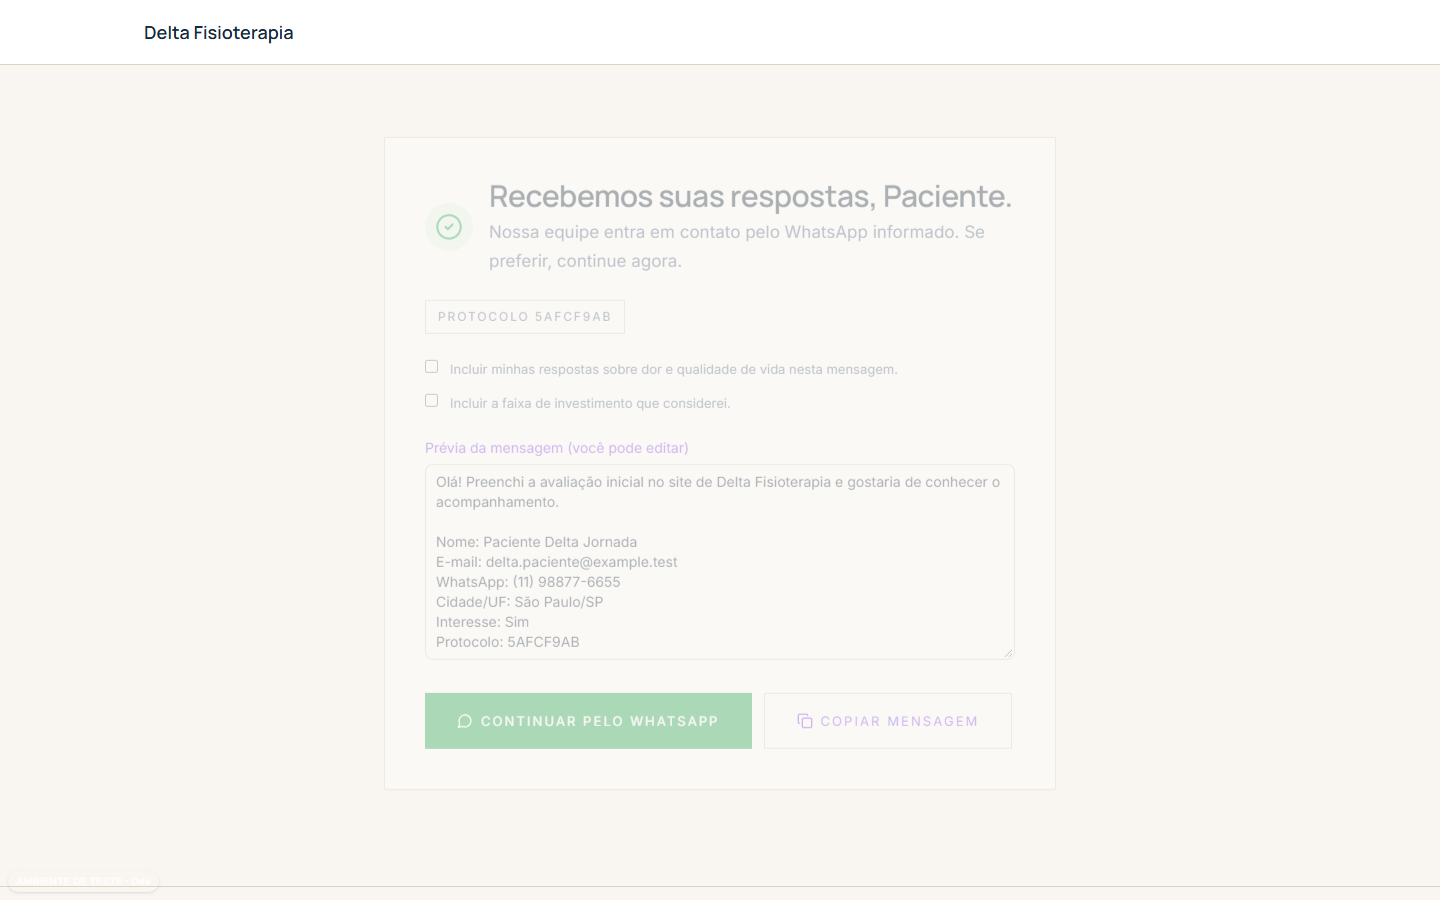 Delta Fisioterapia
Recebemos suas respostas, Paciente.
Nossa equipe entra em contato pelo WhatsApp informado. Se
preferir, continue agora.
PROTOCOLO 5AFCF9AB
Incluir minhas respostas sobre dor e qualidade de vida nesta mensagem.
Incluir a faixa de investimento que considerei.
Prévia da mensagem (você pode editar)
Olá! Preenchi a avaliação inicial no site de Delta Fisioterapia e gostaria de conhecer o
acompanhamento.
Nome: Paciente Delta Jornada
E-mail: delta.paciente@example.test
WhatsApp: (11) 98877-6655
Cidade/UF: São Paulo/SP
Interesse: Sim
Protocolo: 5AFCF9AB
CONTINUAR PELO WHATSAPP
COPIAR MENSAGEM
AMBIENTE DE TESTE